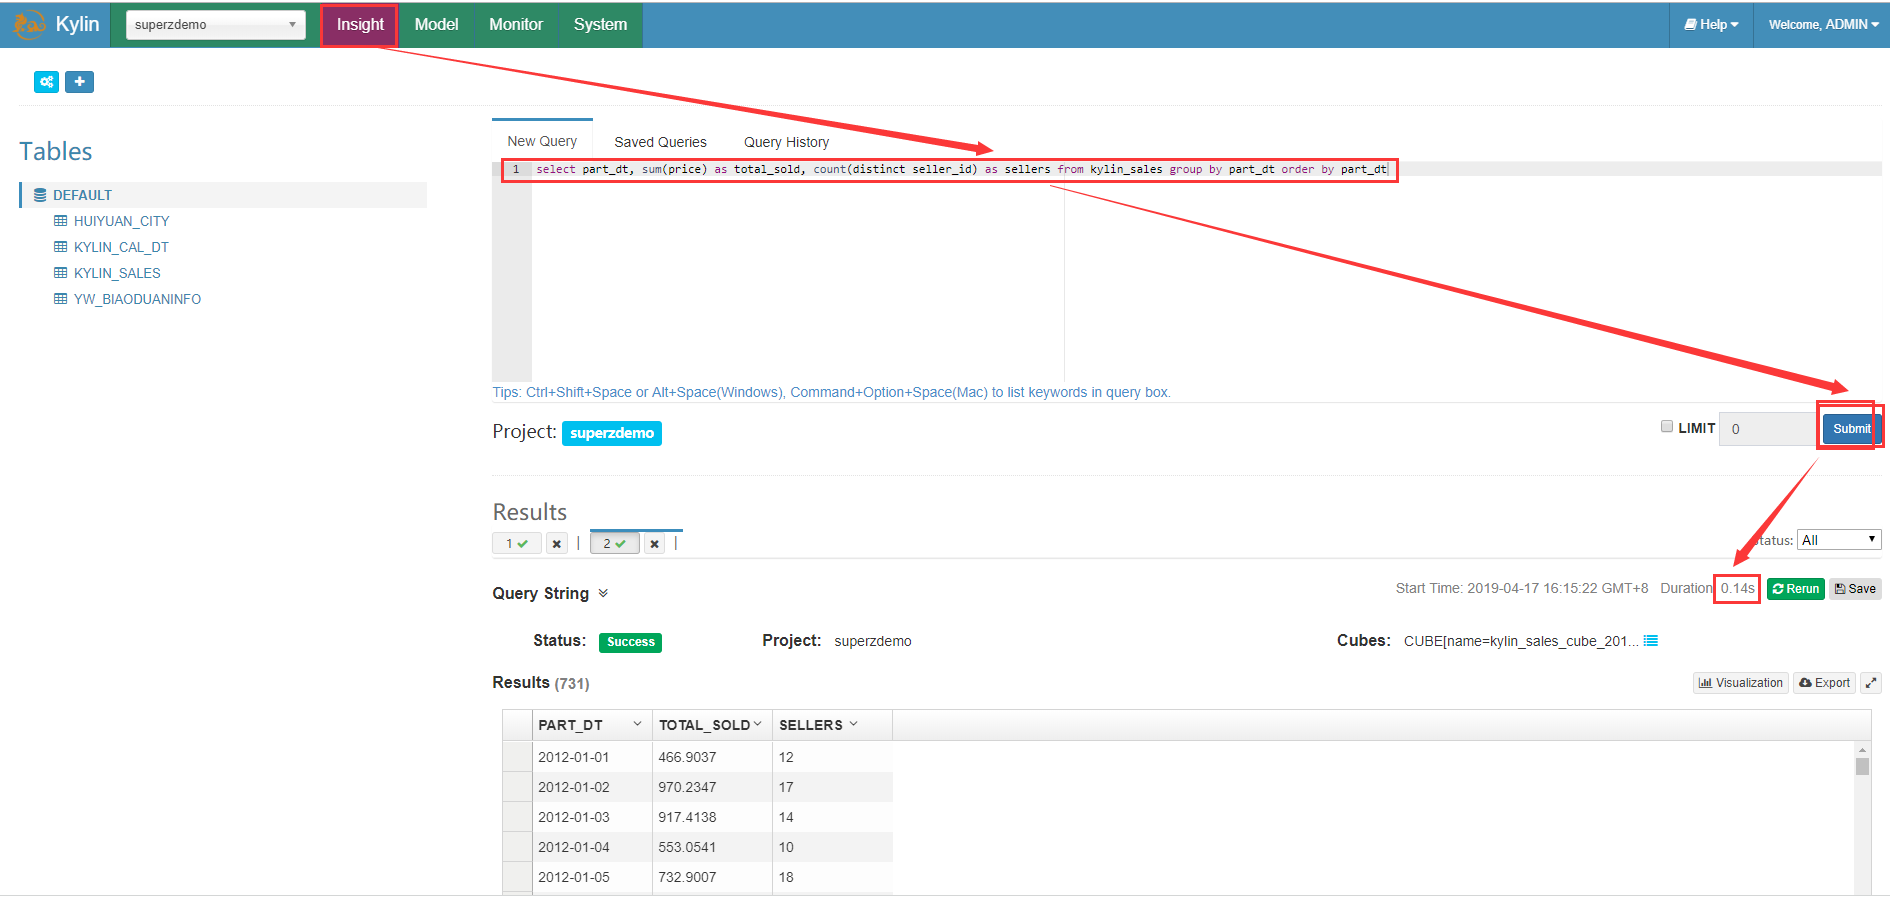 Kylin
superzdemo
Insight
Model
Monitor
System
Help
Welcome, ADMIN
Tables
DEFAULT
HUIYUAN_CITY
KYLIN_CAL_DT
KYLIN_SALES
YW_BIAODUANINFO
New Query
Saved Queries
Query History
1 select part_dt, sum(price) as total_sold, count(distinct seller_id) as sellers from kylin_sales group by part_dt order by part_dt
Tips: Ctrl+Shift+Space or Alt+Space(Windows), Command+Option+Space(Mac) to list keywords in query box.
Project: superzdemo
LIMIT 0 Submit
Results
1 | 2 |
tatus: All
Query String
Start Time: 2019-04-17 16:15:22 GMT+8 Duration 0.14s Rerun Save
Status: Success Project: superzdemo Cubes: CUBE[name=kylin_sales_cube_201...
Results (731)
Visualization Export
PART_DT TOTAL_SOLD SELLERS
2012-01-01 466.9037 12
2012-01-02 970.2347 17
2012-01-03 917.4138 14
2012-01-04 553.0541 10
2012-01-05 732.9007 18